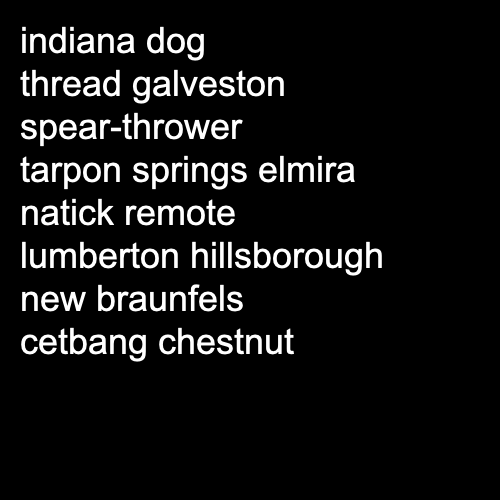 indiana dog
thread galveston
spear-thrower
tarpon springs elmira
natick remote
lumberton hillsborough
new braunfels
cetbang chestnut